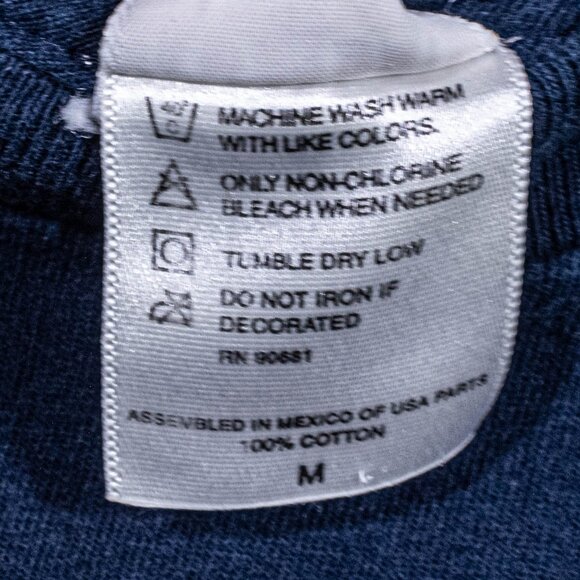 40°
C
MACHINE WASH WARM
WITH LIKE COLORS.
ONLY NON-CHLORINE
BLEACH WHEN NEEDED
TUMBLE DRY LOW
DO NOT IRON IF
DECORATED
RN 90681
ASSEMBLED IN MEXICO OF USA PARTS
100% COTTON
M